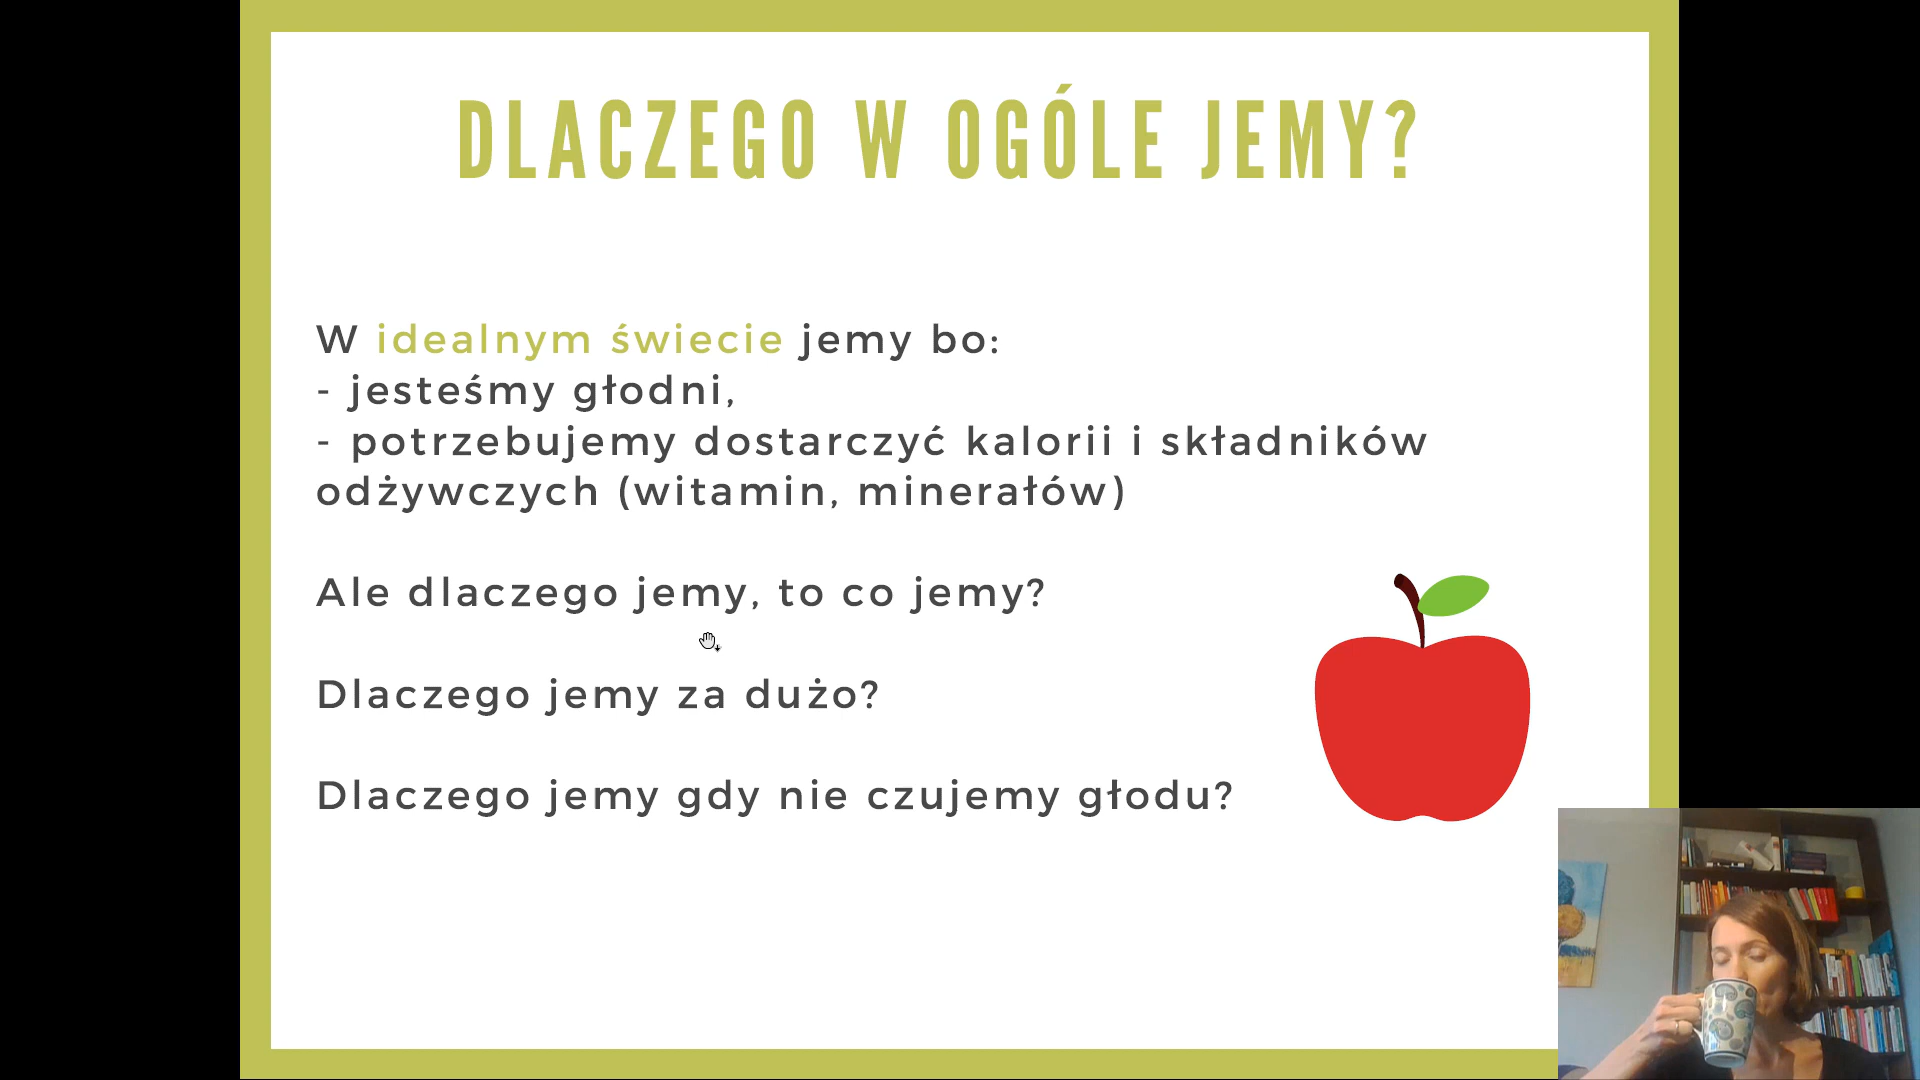 DLACZEGO W OGÓLE JEMY?
W idealnym świecie jemy bo:
- jesteśmy głodni,
- potrzebujemy dostarczyć kalorii i składników
odżywczych (witamin, minerałów)
Ale dlaczego jemy, to co jemy?
Dlaczego jemy za dużo?
Dlaczego jemy gdy nie czujemy głodu?